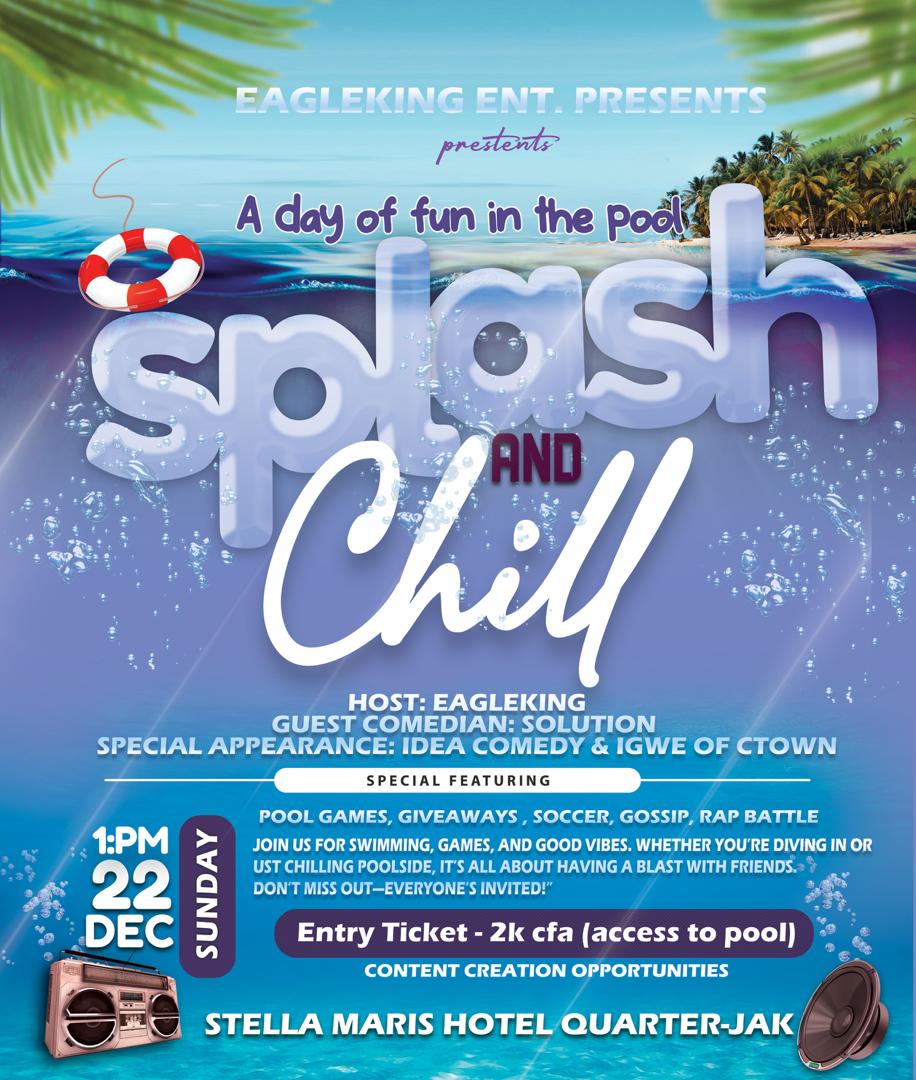 EAGLEKING ENT. PRESENTS
prestents
A day of fun in the pool
splash
AND
Chill
HOST: EAGLEKING
GUEST COMEDIAN: SOLUTION
SPECIAL APPEARANCE: IDEA COMEDY & IGWE OF CTOWN
SPECIAL FEATURING
POOL GAMES, GIVEAWAYS , SOCCER, GOSSIP, RAP BATTLE
JOIN US FOR SWIMMING, GAMES, AND GOOD VIBES. WHETHER YOU'RE DIVING IN OR
UST CHILLING POOLSIDE, IT'S ALL ABOUT HAVING A BLAST WITH FRIENDS.
DON'T MISS OUT—EVERYONE'S INVITED!"
1:PM
22
DEC
SUNDAY
Entry Ticket - 2k cfa (access to pool)
CONTENT CREATION OPPORTUNITIES
STELLA MARIS HOTEL QUARTER-JAK